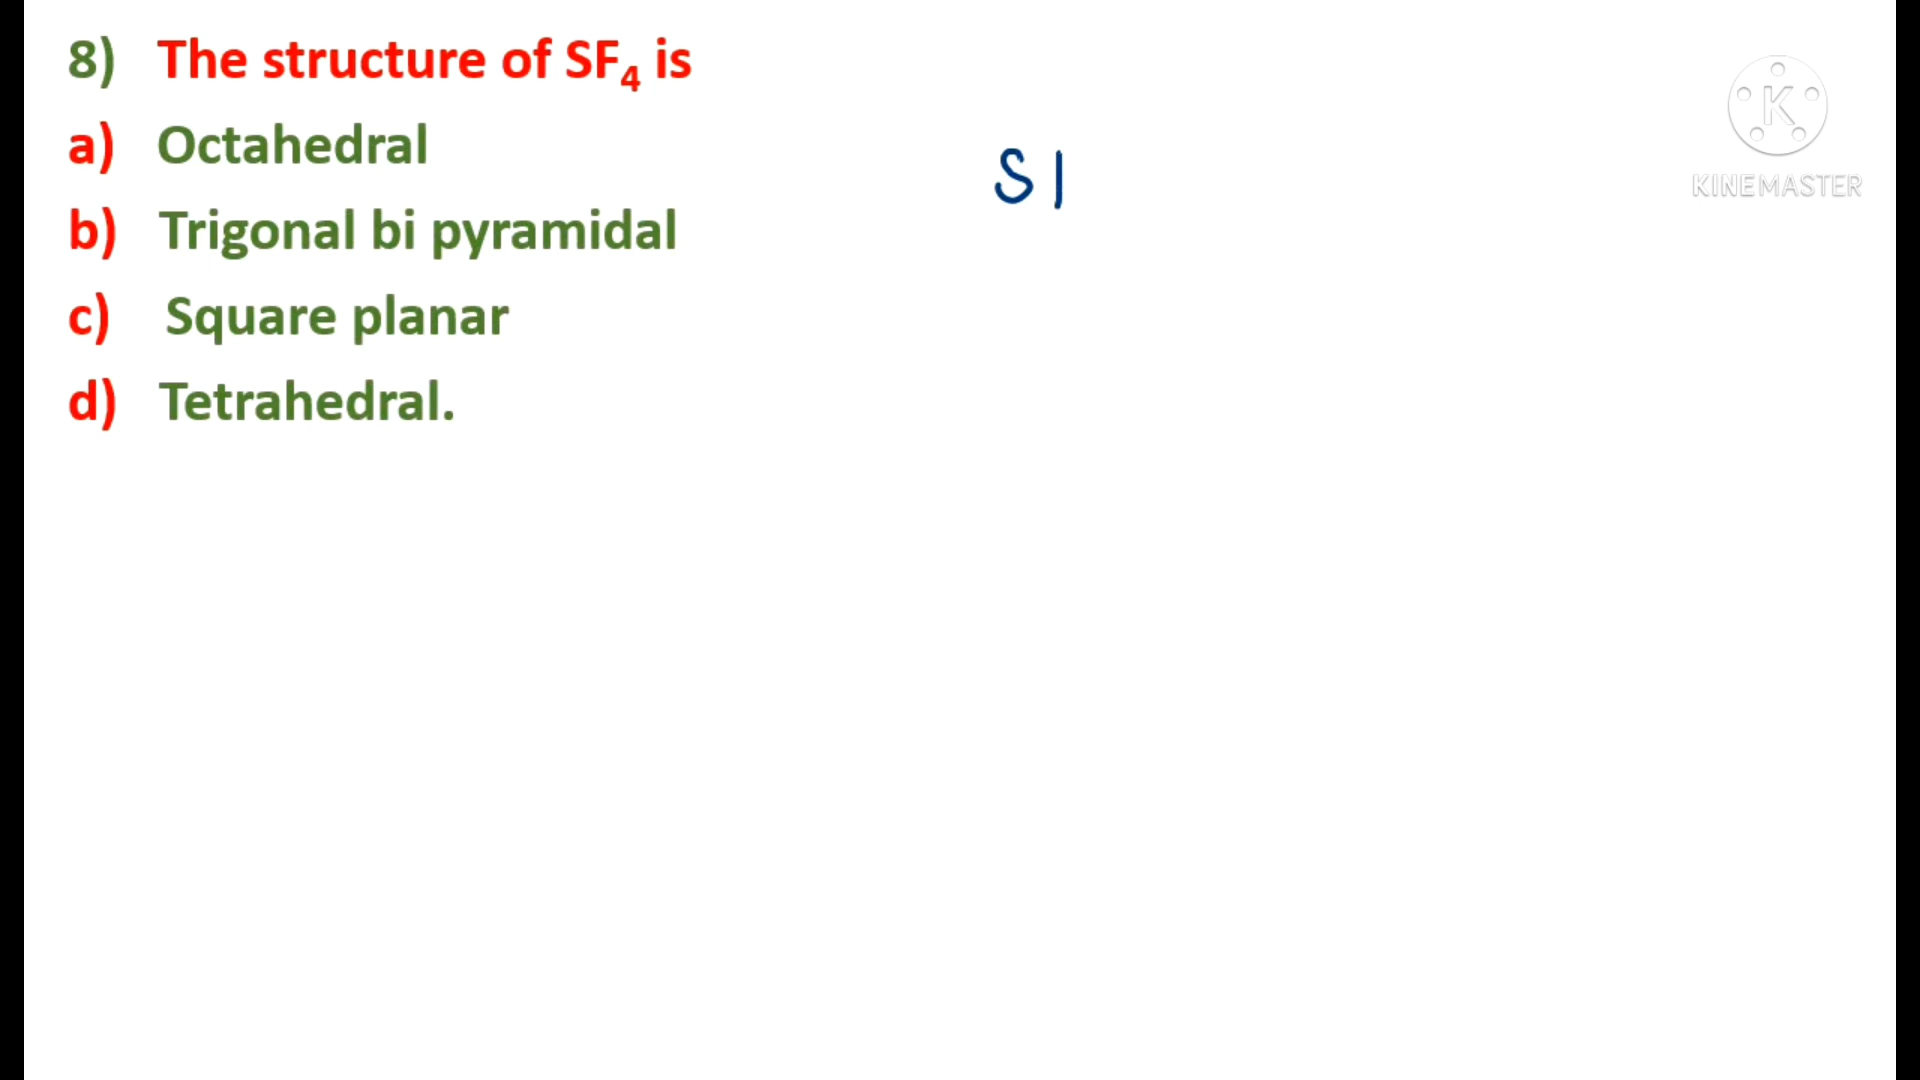 8) The structure of SF₄ is
a) Octahedral
b) Trigonal bi pyramidal
c) Square planar
d) Tetrahedral.
S
K
KINEMASTER